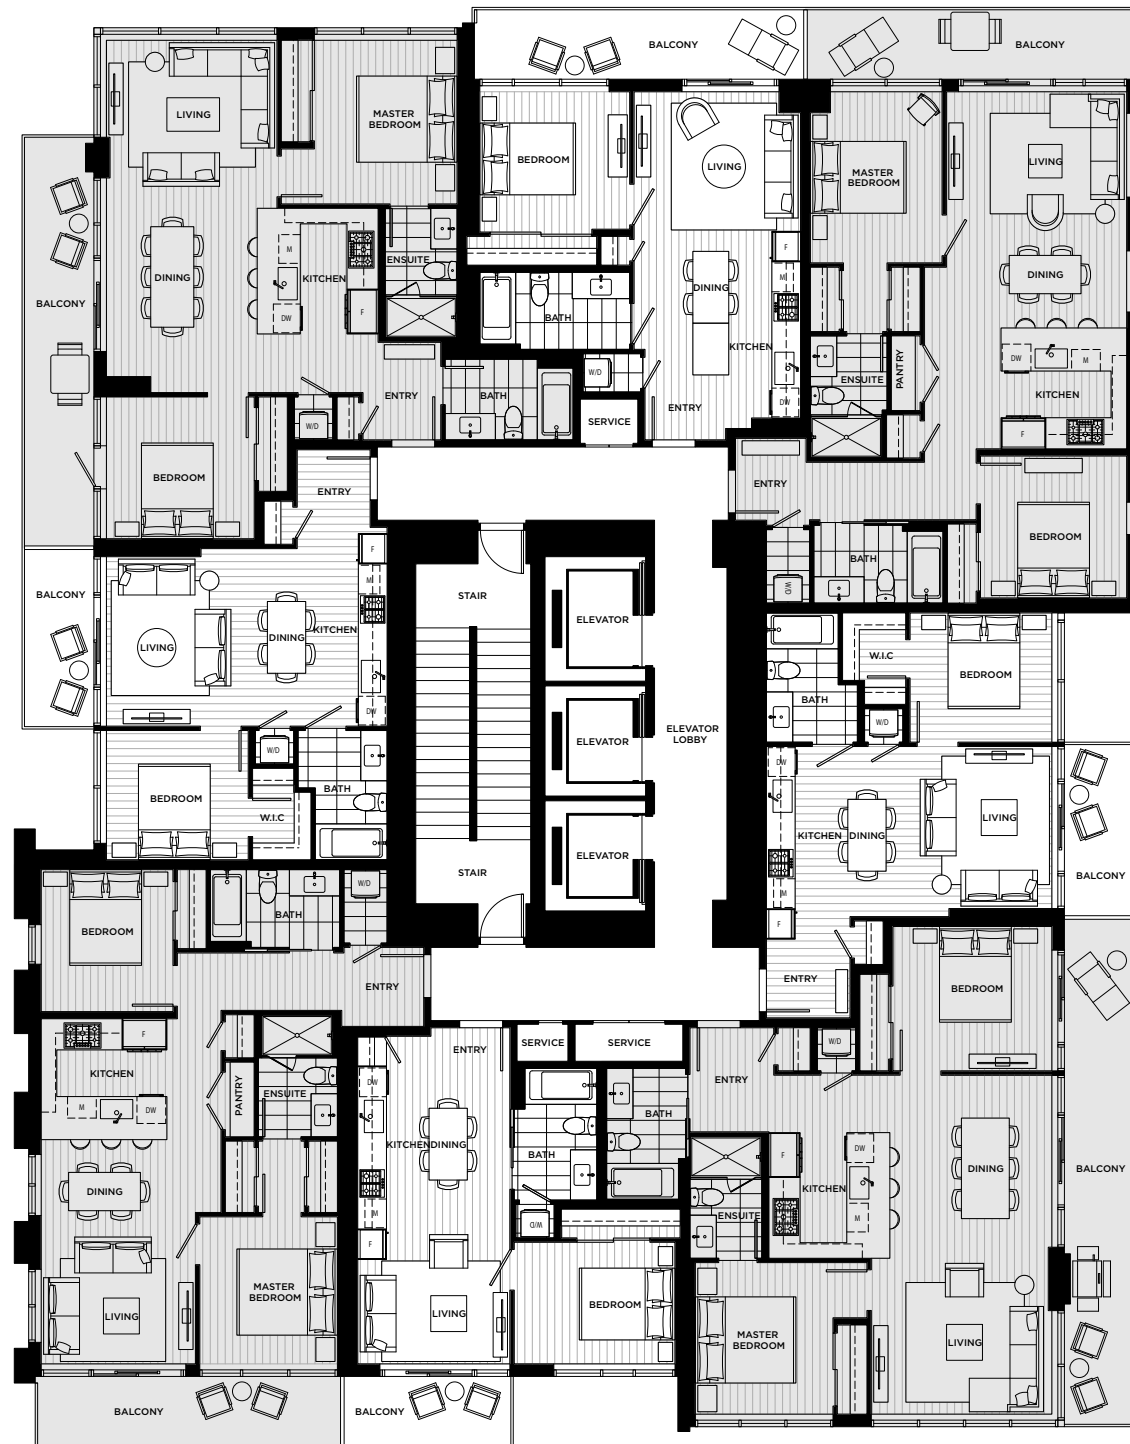 BALCONY
BALCONY
LIVING
MASTER
BEDROOM
BEDROOM
LIVING
MASTER
BEDROOM
LIVING
M
KITCHEN
ENSUITE
DINING
F
DW
BALCONY
F
M
DINING
BATH
KITCHEN
DW
W/D
DINING
DW
M
PANTRY
ENSUITE
KITCHEN
F
ENTRY
BATH
W/D
SERVICE
ENTRY
BEDROOM
ENTRY
ENTRY
BEDROOM
BATH
W/D
F
M
BALCONY
STAIR
ELEVATOR
DINING
KITCHEN
LIVING
DW
W.I.C
BEDROOM
BATH
W/D
ELEVATOR
LOBBY
ELEVATOR
W/D
BATH
BEDROOM
W.I.C
DW
KITCHEN
DINING
LIVING
ELEVATOR
STAIR
M
F
BALCONY
W/D
BATH
BEDROOM
ENTRY
ENTRY
BEDROOM
F
KITCHEN
M
DW
PANTRY
ENSUITE
ENTRY
SERVICE
SERVICE
W/D
DW
ENTRY
BATH
KITCHEN
DINING
BATH
F
DW
KITCHEN
M
DINING
BALCONY
DINING
M
F
W/D
ENSUITE
MASTER
BEDROOM
LIVING
LIVING
BEDROOM
MASTER
BEDROOM
LIVING
BALCONY
BALCONY